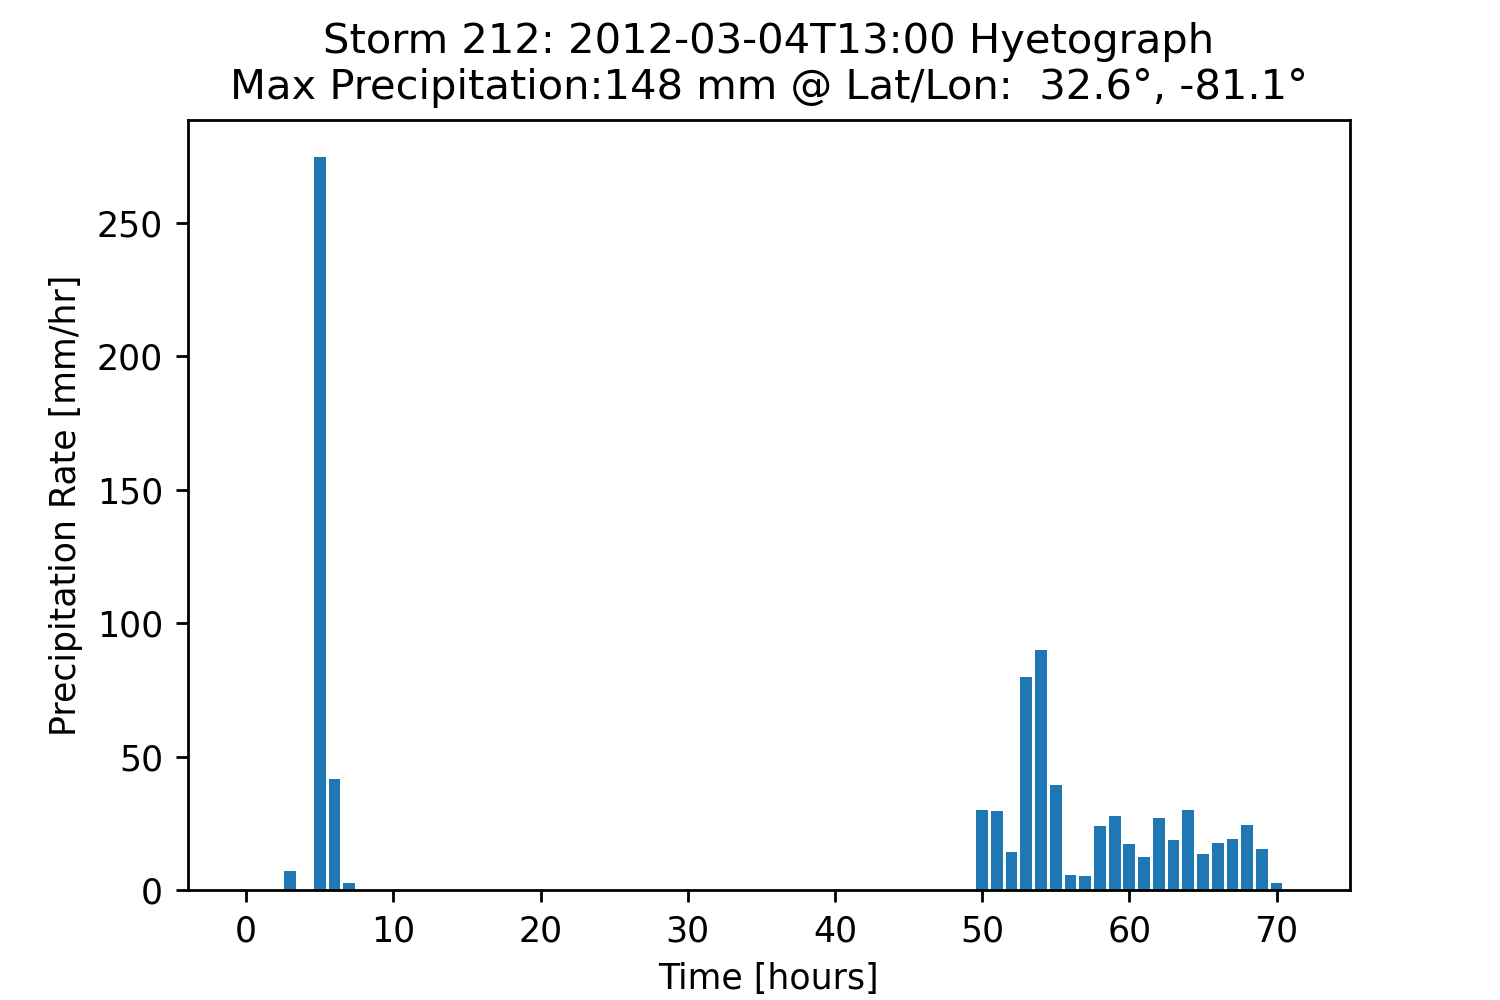 Storm 212: 2012-03-04T13:00 Hyetograph
Max Precipitation:148 mm @ Lat/Lon:  32.6°, -81.1°
Precipitation Rate [mm/hr]
250
200
150
100
50
0
0 10 20 30 40 50 60 70
Time [hours]